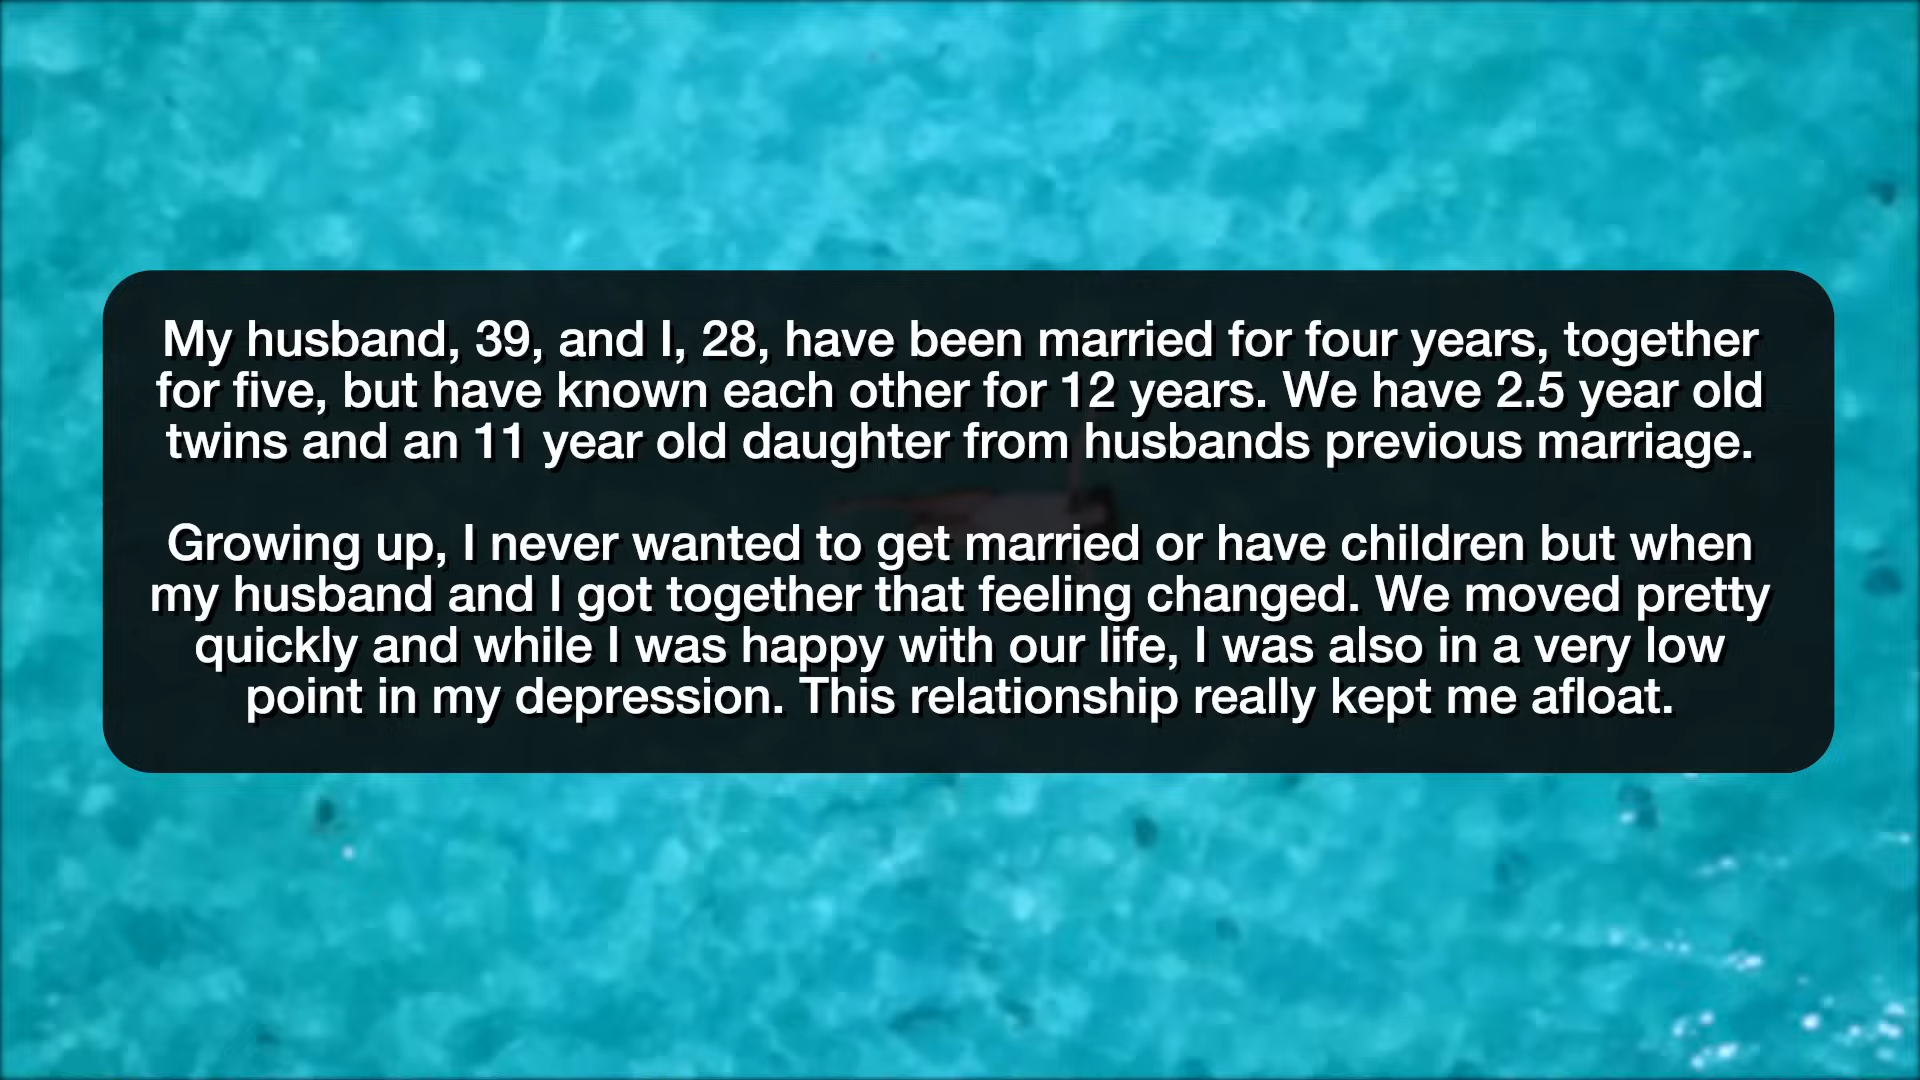 My husband, 39, and I, 28, have been married for four years, together
for five, but have known each other for 12 years. We have 2.5 year old
twins and an 11 year old daughter from husbands previous marriage.
Growing up, I never wanted to get married or have children but when
my husband and I got together that feeling changed. We moved pretty
quickly and while I was happy with our life, I was also in a very low
point in my depression. This relationship really kept me afloat.